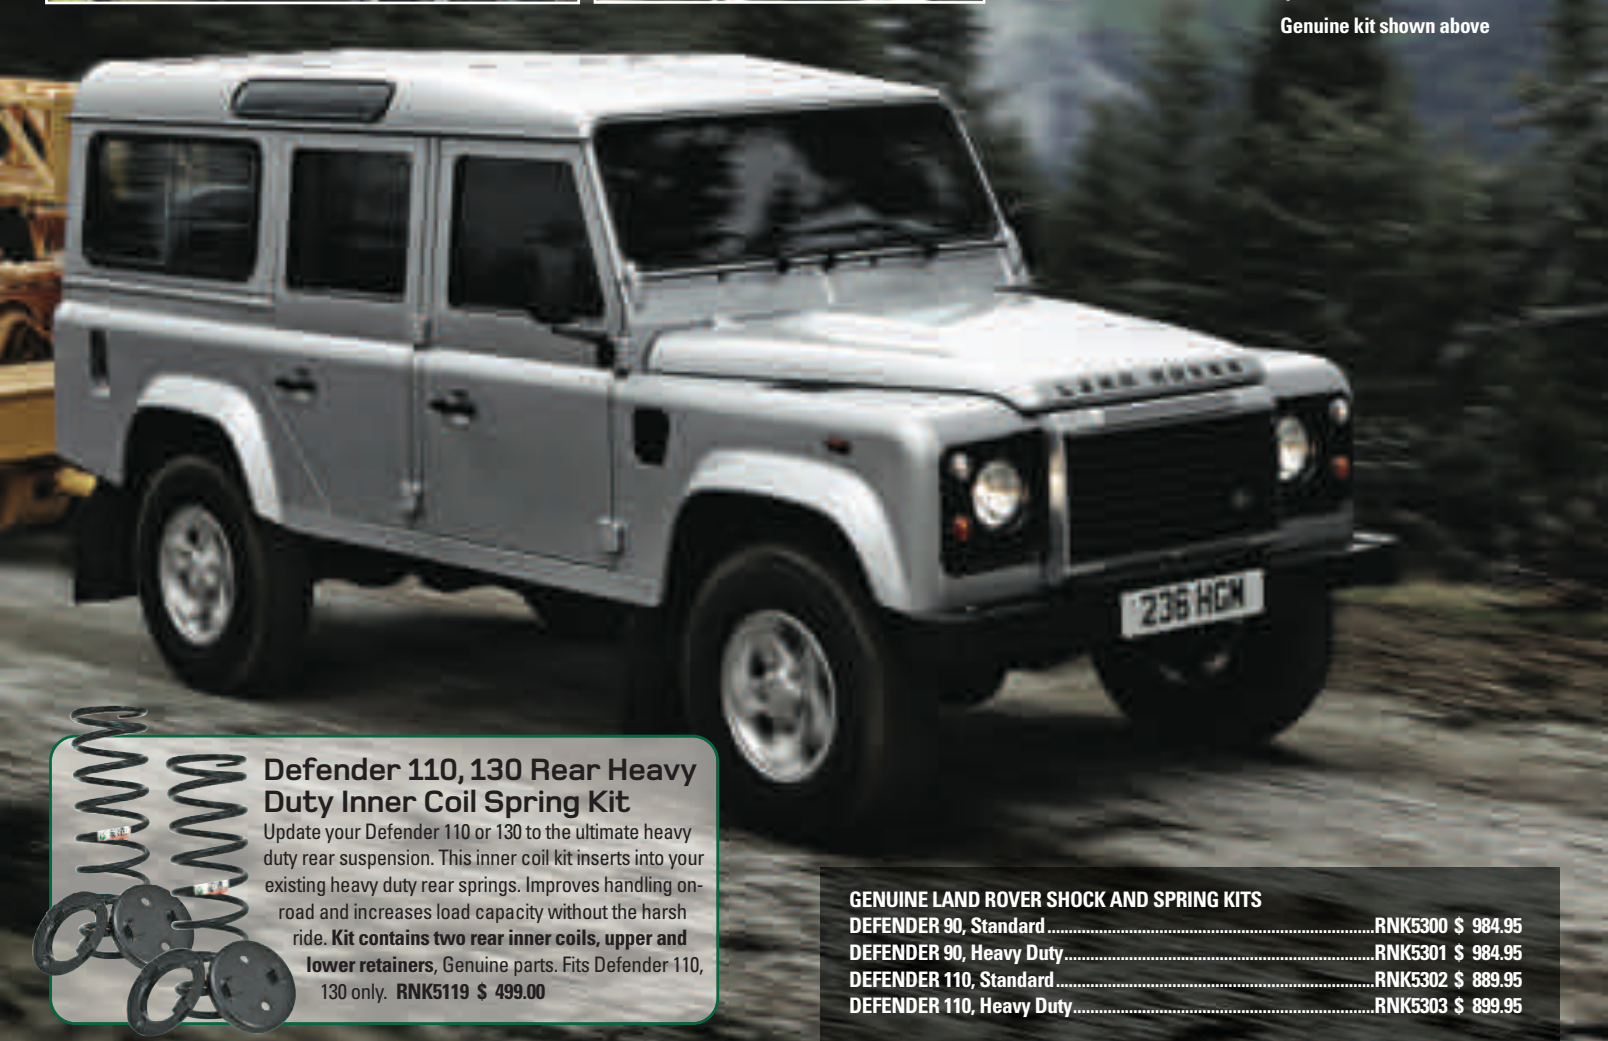 Genuine kit shown above
LAND ROVER
236 HGM
Defender 110, 130 Rear Heavy
Duty Inner Coil Spring Kit
Update your Defender 110 or 130 to the ultimate heavy
duty rear suspension. This inner coil kit inserts into your
existing heavy duty rear springs. Improves handling on-
road and increases load capacity without the harsh
ride. Kit contains two rear inner coils, upper and
lower retainers, Genuine parts. Fits Defender 110,
130 only. RNK5119 $ 499.00
GENUINE LAND ROVER SHOCK AND SPRING KITS
DEFENDER 90, Standard............................................................................RNK5300 $ 984.95
DEFENDER 90, Heavy Duty........................................................................RNK5301 $ 984.95
DEFENDER 110, Standard..........................................................................RNK5302 $ 889.95
DEFENDER 110, Heavy Duty......................................................................RNK5303 $ 899.95